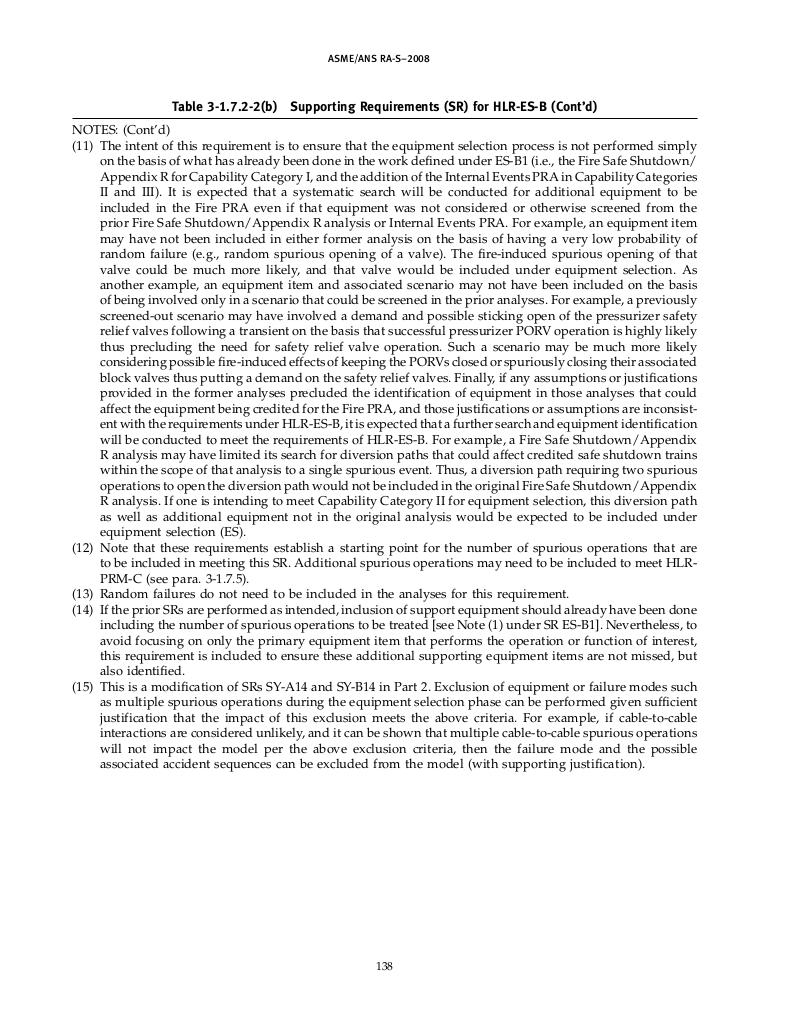 ASME/ANS RA-S–2008
Table 3-1.7.2-2(b) Supporting Requirements (SR) for HLR-ES-B (Cont’d)
NOTES: (Cont’d)
(11) The intent of this requirement is to ensure that the equipment selection process is not performed simply
on the basis of what has already been done in the work defined under ES-B1 (i.e., the Fire Safe Shutdown/
Appendix R for Capability Category I, and the addition of the Internal Events PRA in Capability Categories
II and III). It is expected that a systematic search will be conducted for additional equipment to be
included in the Fire PRA even if that equipment was not considered or otherwise screened from the
prior Fire Safe Shutdown/Appendix R analysis or Internal Events PRA. For example, an equipment item
may have not been included in either former analysis on the basis of having a very low probability of
random failure (e.g., random spurious opening of a valve). The fire-induced spurious opening of that
valve could be much more likely, and that valve would be included under equipment selection. As
another example, an equipment item and associated scenario may not have been included on the basis
of being involved only in a scenario that could be screened in the prior analyses. For example, a previously
screened-out scenario may have involved a demand and possible sticking open of the pressurizer safety
relief valves following a transient on the basis that successful pressurizer PORV operation is highly likely
thus precluding the need for safety relief valve operation. Such a scenario may be much more likely
considering possible fire-induced effects of keeping the PORVs closed or spuriously closing their associated
block valves thus putting a demand on the safety relief valves. Finally, if any assumptions or justifications
provided in the former analyses precluded the identification of equipment in those analyses that could
affect the equipment being credited for the Fire PRA, and those justifications or assumptions are inconsist-
ent with the requirements under HLR-ES-B, it is expected that a further search and equipment identification
will be conducted to meet the requirements of HLR-ES-B. For example, a Fire Safe Shutdown/Appendix
R analysis may have limited its search for diversion paths that could affect credited safe shutdown trains
within the scope of that analysis to a single spurious event. Thus, a diversion path requiring two spurious
operations to open the diversion path would not be included in the original Fire Safe Shutdown/Appendix
R analysis. If one is intending to meet Capability Category II for equipment selection, this diversion path
as well as additional equipment not in the original analysis would be expected to be included under
equipment selection (ES).
(12) Note that these requirements establish a starting point for the number of spurious operations that are
to be included in meeting this SR. Additional spurious operations may need to be included to meet HLR-
PRM-C (see para. 3-1.7.5).
(13) Random failures do not need to be included in the analyses for this requirement.
(14) If the prior SRs are performed as intended, inclusion of support equipment should already have been done
including the number of spurious operations to be treated [see Note (1) under SR ES-B1]. Nevertheless, to
avoid focusing on only the primary equipment item that performs the operation or function of interest,
this requirement is included to ensure these additional supporting equipment items are not missed, but
also identified.
(15) This is a modification of SRs SY-A14 and SY-B14 in Part 2. Exclusion of equipment or failure modes such
as multiple spurious operations during the equipment selection phase can be performed given sufficient
justification that the impact of this exclusion meets the above criteria. For example, if cable-to-cable
interactions are considered unlikely, and it can be shown that multiple cable-to-cable spurious operations
will not impact the model per the above exclusion criteria, then the failure mode and the possible
associated accident sequences can be excluded from the model (with supporting justification).
138